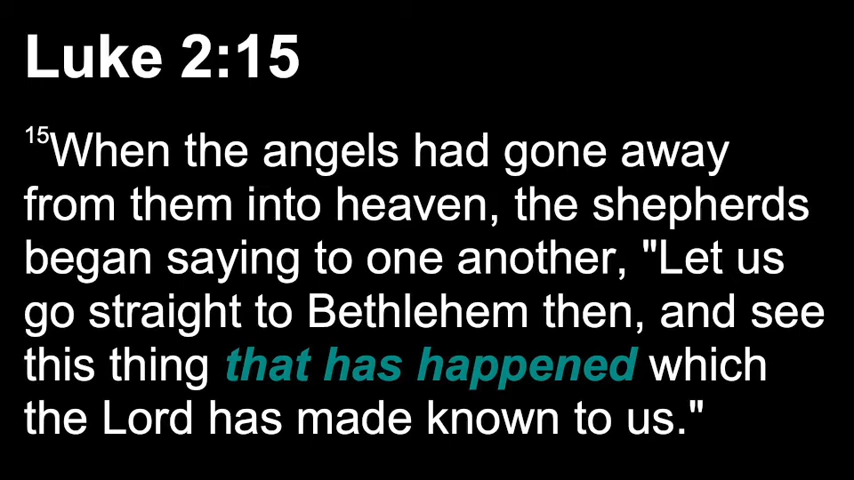 Luke 2:15
15When the angels had gone away
from them into heaven, the shepherds
began saying to one another, "Let us
go straight to Bethlehem then, and see
this thing that has happened which
the Lord has made known to us."